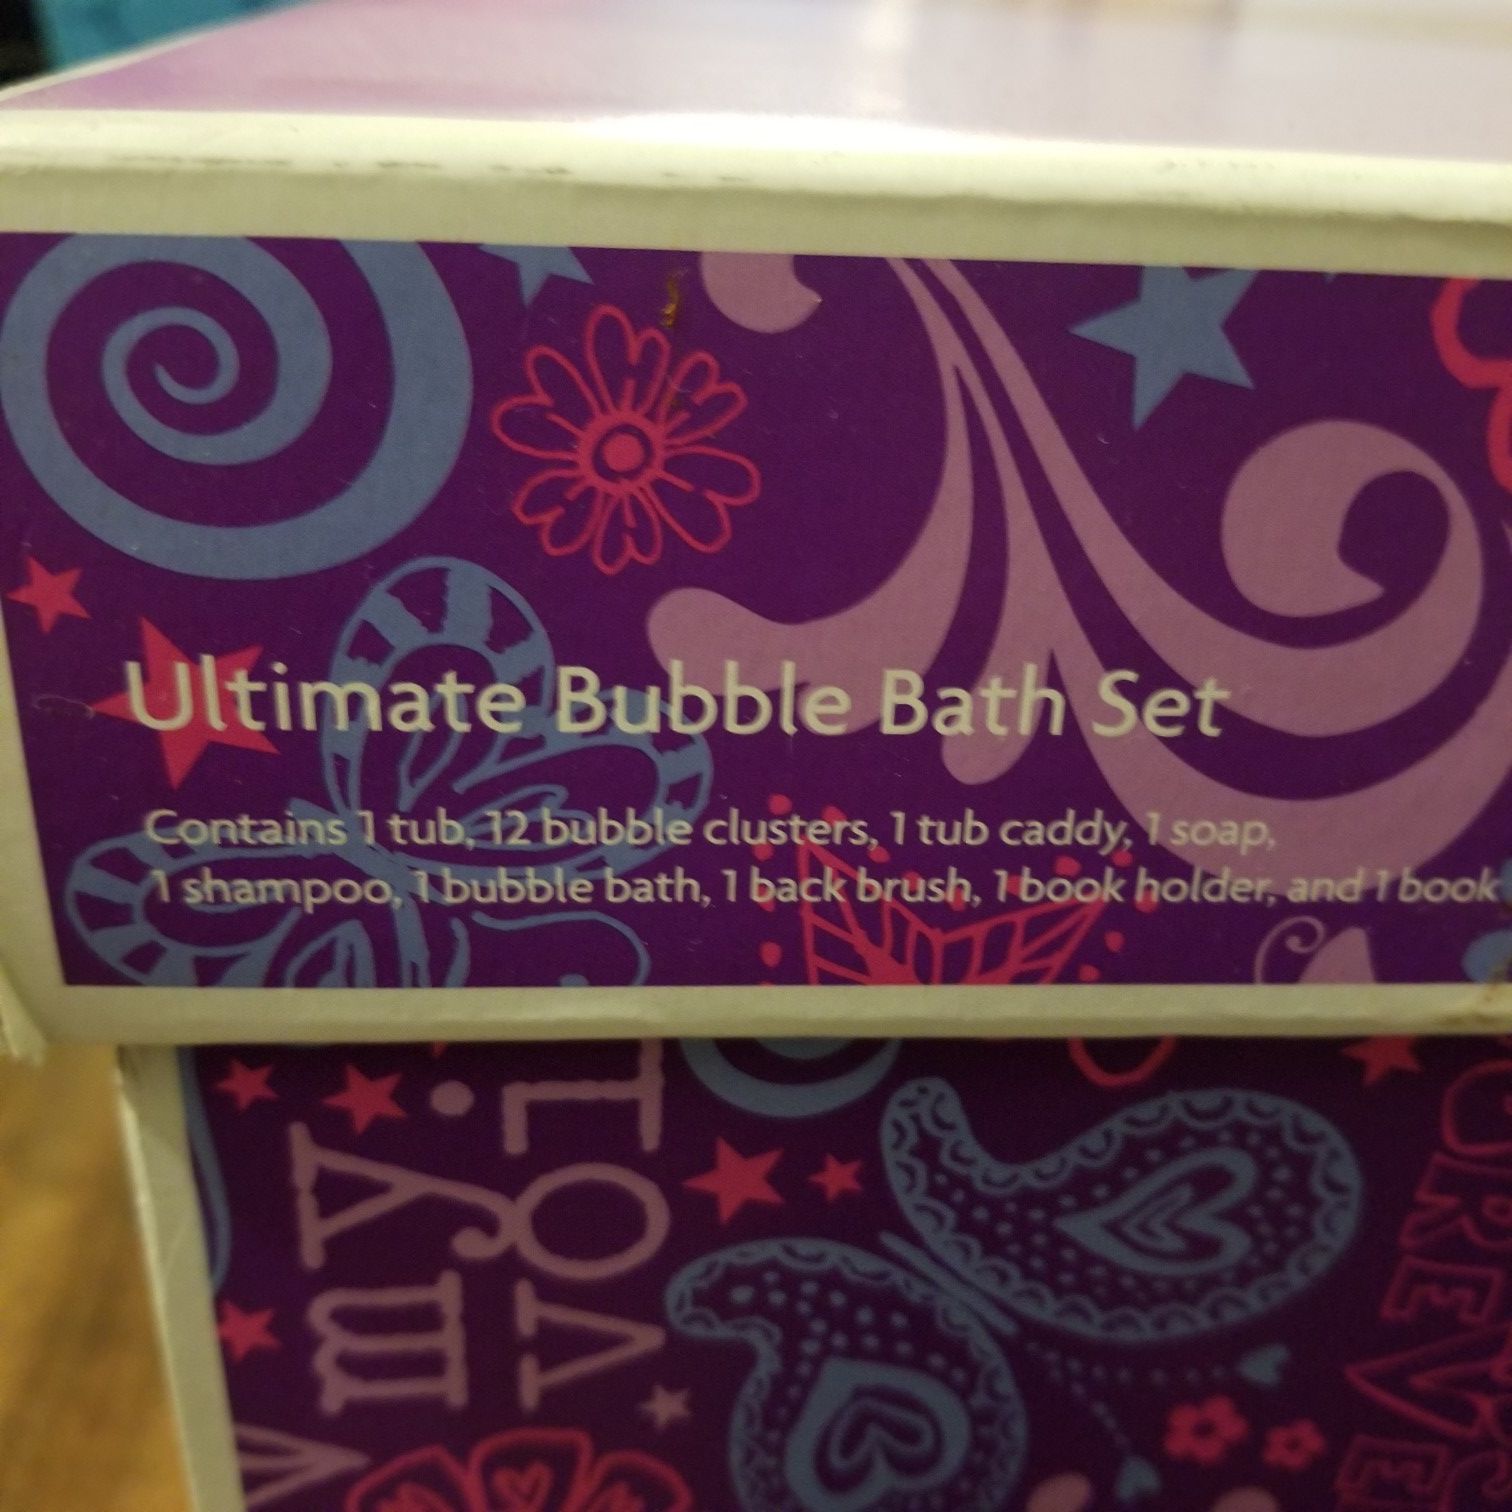 Ultimate Bubble Bath Set
Contains 1 tub, 12 bubble clusters, 1 tub caddy, 1 soap,
1 shampoo, 1 bubble bath, 1 back brush, 1 book holder, and 1 book
my